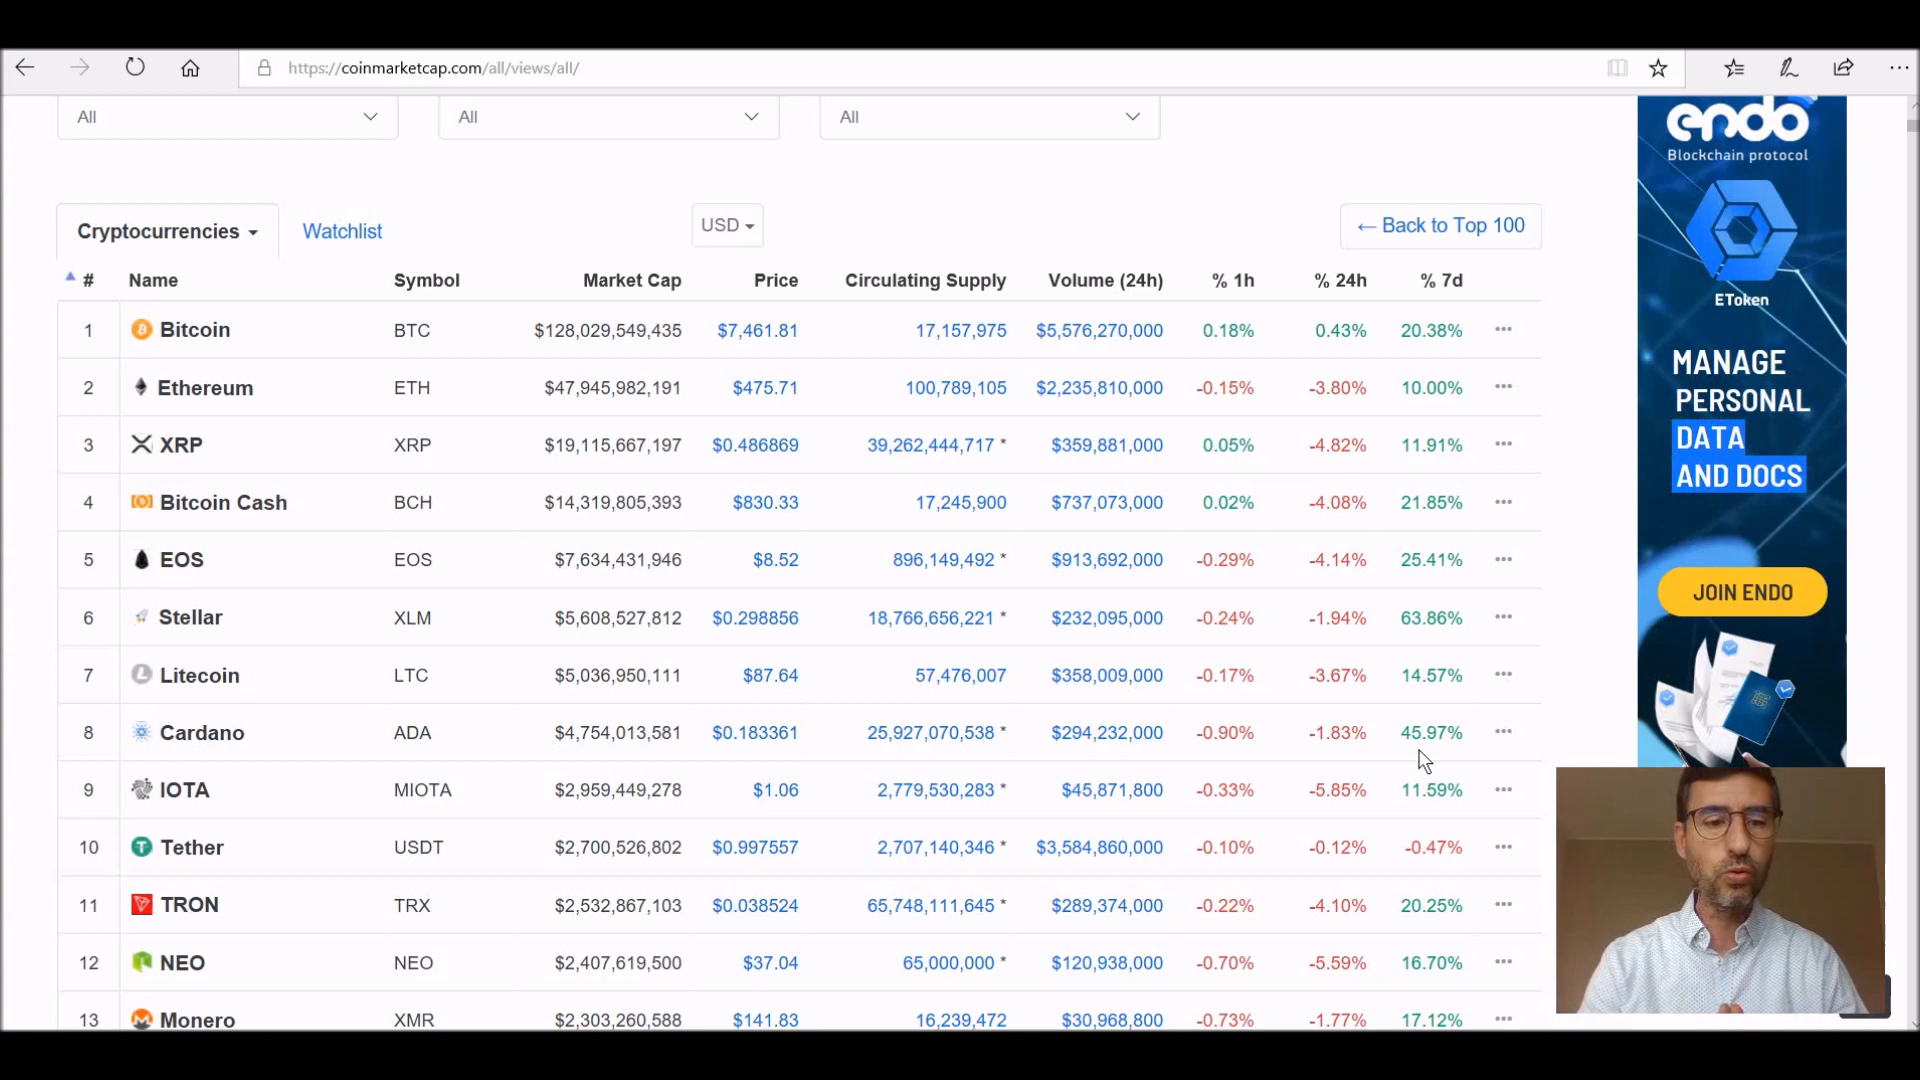 https://coinmarketcap.com/all/views/all/
All All All
Cryptocurrencies Watchlist USD ← Back to Top 100
# Name Symbol Market Cap Price Circulating Supply Volume (24h) % 1h % 24h % 7d
1 Bitcoin BTC $128,029,549,435 $7,461.81 17,157,975 $5,576,270,000 0.18% 0.43% 20.38%
2 Ethereum ETH $47,945,982,191 $475.71 100,789,105 $2,235,810,000 -0.15% -3.80% 10.00%
3 XRP XRP $19,115,667,197 $0.486869 39,262,444,717 * $359,881,000 0.05% -4.82% 11.91%
4 Bitcoin Cash BCH $14,319,805,393 $830.33 17,245,900 $737,073,000 0.02% -4.08% 21.85%
5 EOS EOS $7,634,431,946 $8.52 896,149,492 * $913,692,000 -0.29% -4.14% 25.41%
6 Stellar XLM $5,608,527,812 $0.298856 18,766,656,221 * $232,095,000 -0.24% -1.94% 63.86%
7 Litecoin LTC $5,036,950,111 $87.64 57,476,007 $358,009,000 -0.17% -3.67% 14.57%
8 Cardano ADA $4,754,013,581 $0.183361 25,927,070,538 * $294,232,000 -0.90% -1.83% 45.97%
9 IOTA MIOTA $2,959,449,278 $1.06 2,779,530,283 * $45,871,800 -0.33% -5.85% 11.59%
10 Tether USDT $2,700,526,802 $0.997557 2,707,140,346 * $3,584,860,000 -0.10% -0.12% -0.47%
11 TRON TRX $2,532,867,103 $0.038524 65,748,111,645 * $289,374,000 -0.22% -4.10% 20.25%
12 NEO NEO $2,407,619,500 $37.04 65,000,000 * $120,938,000 -0.70% -5.59% 16.70%
13 Monero XMR $2,303,260,588 $141.83 16,239,472 $30,968,800 -0.73% -1.77% 17.12%
endo
Blockchain protocol
EToken
MANAGE
PERSONAL
DATA
AND DOCS
JOIN ENDO